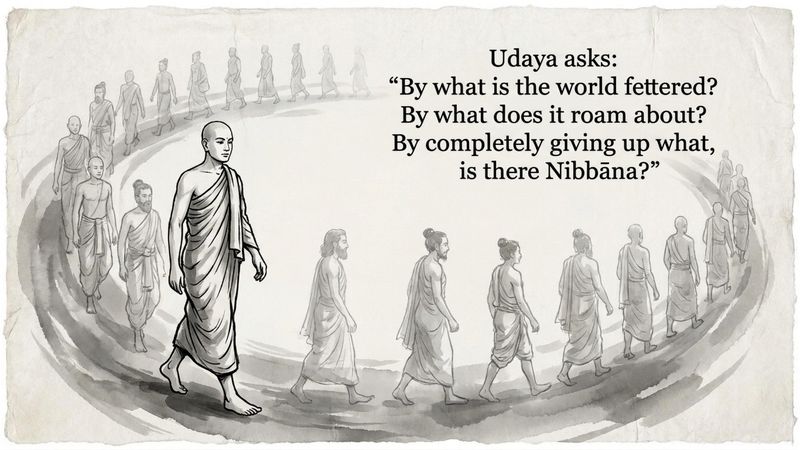 Udaya asks:
“By what is the world fettered?
By what does it roam about?
By completely giving up what,
is there Nibbāna?”